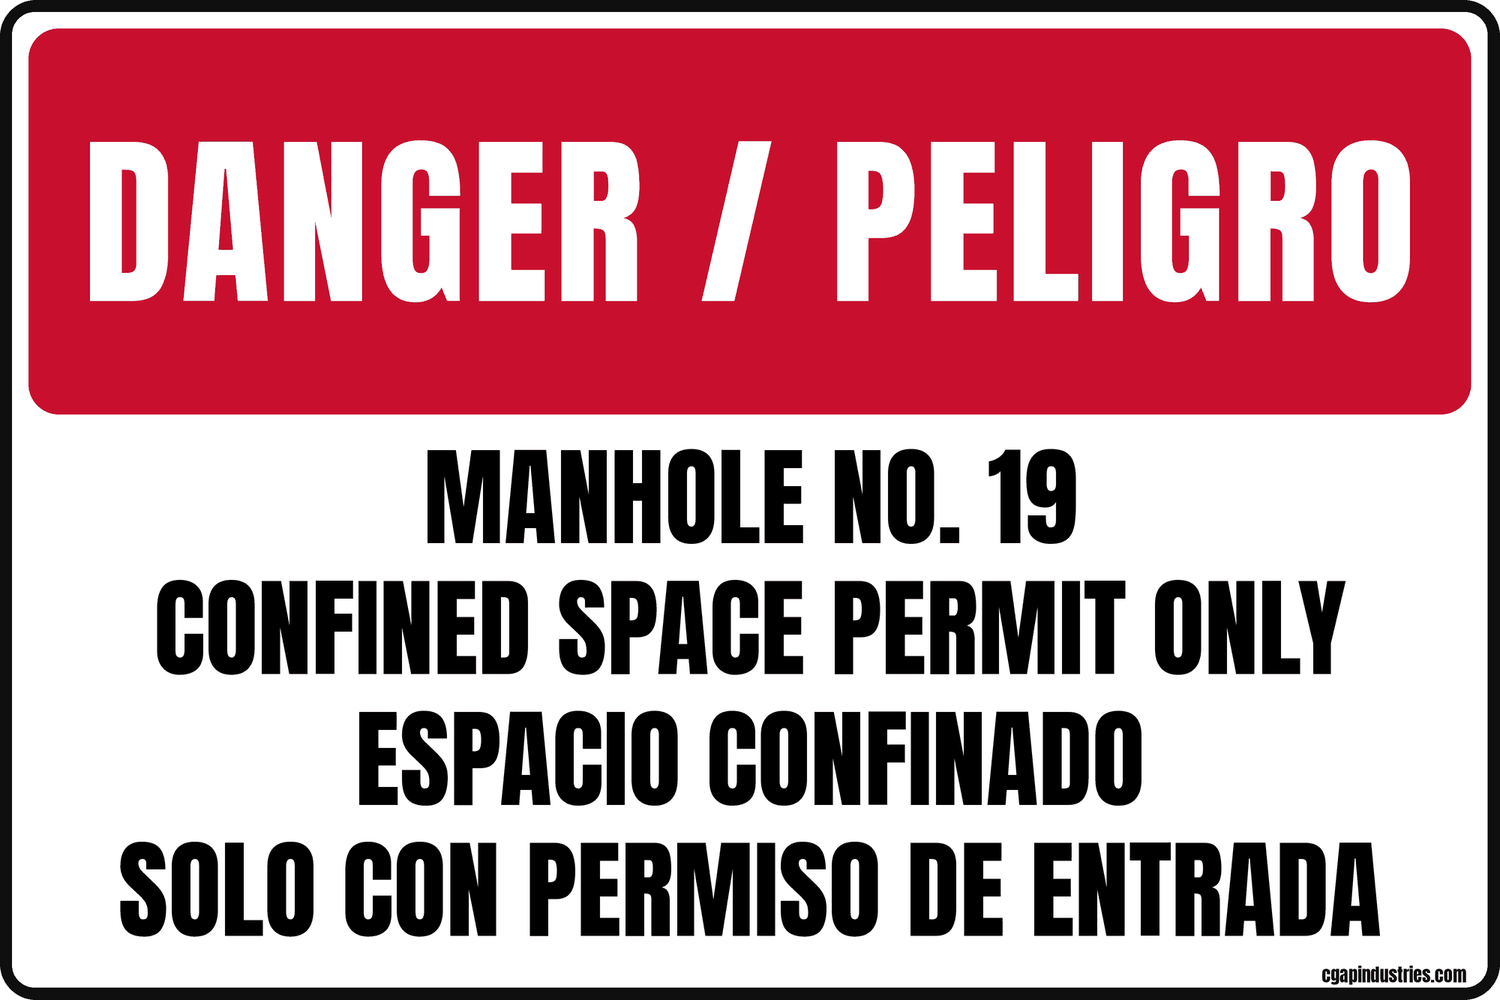 DANGER / PELIGRO
MANHOLE NO. 19
CONFINED SPACE PERMIT ONLY
ESPACIO CONFINADO
SOLO CON PERMISO DE ENTRADA
cgapindustries.com